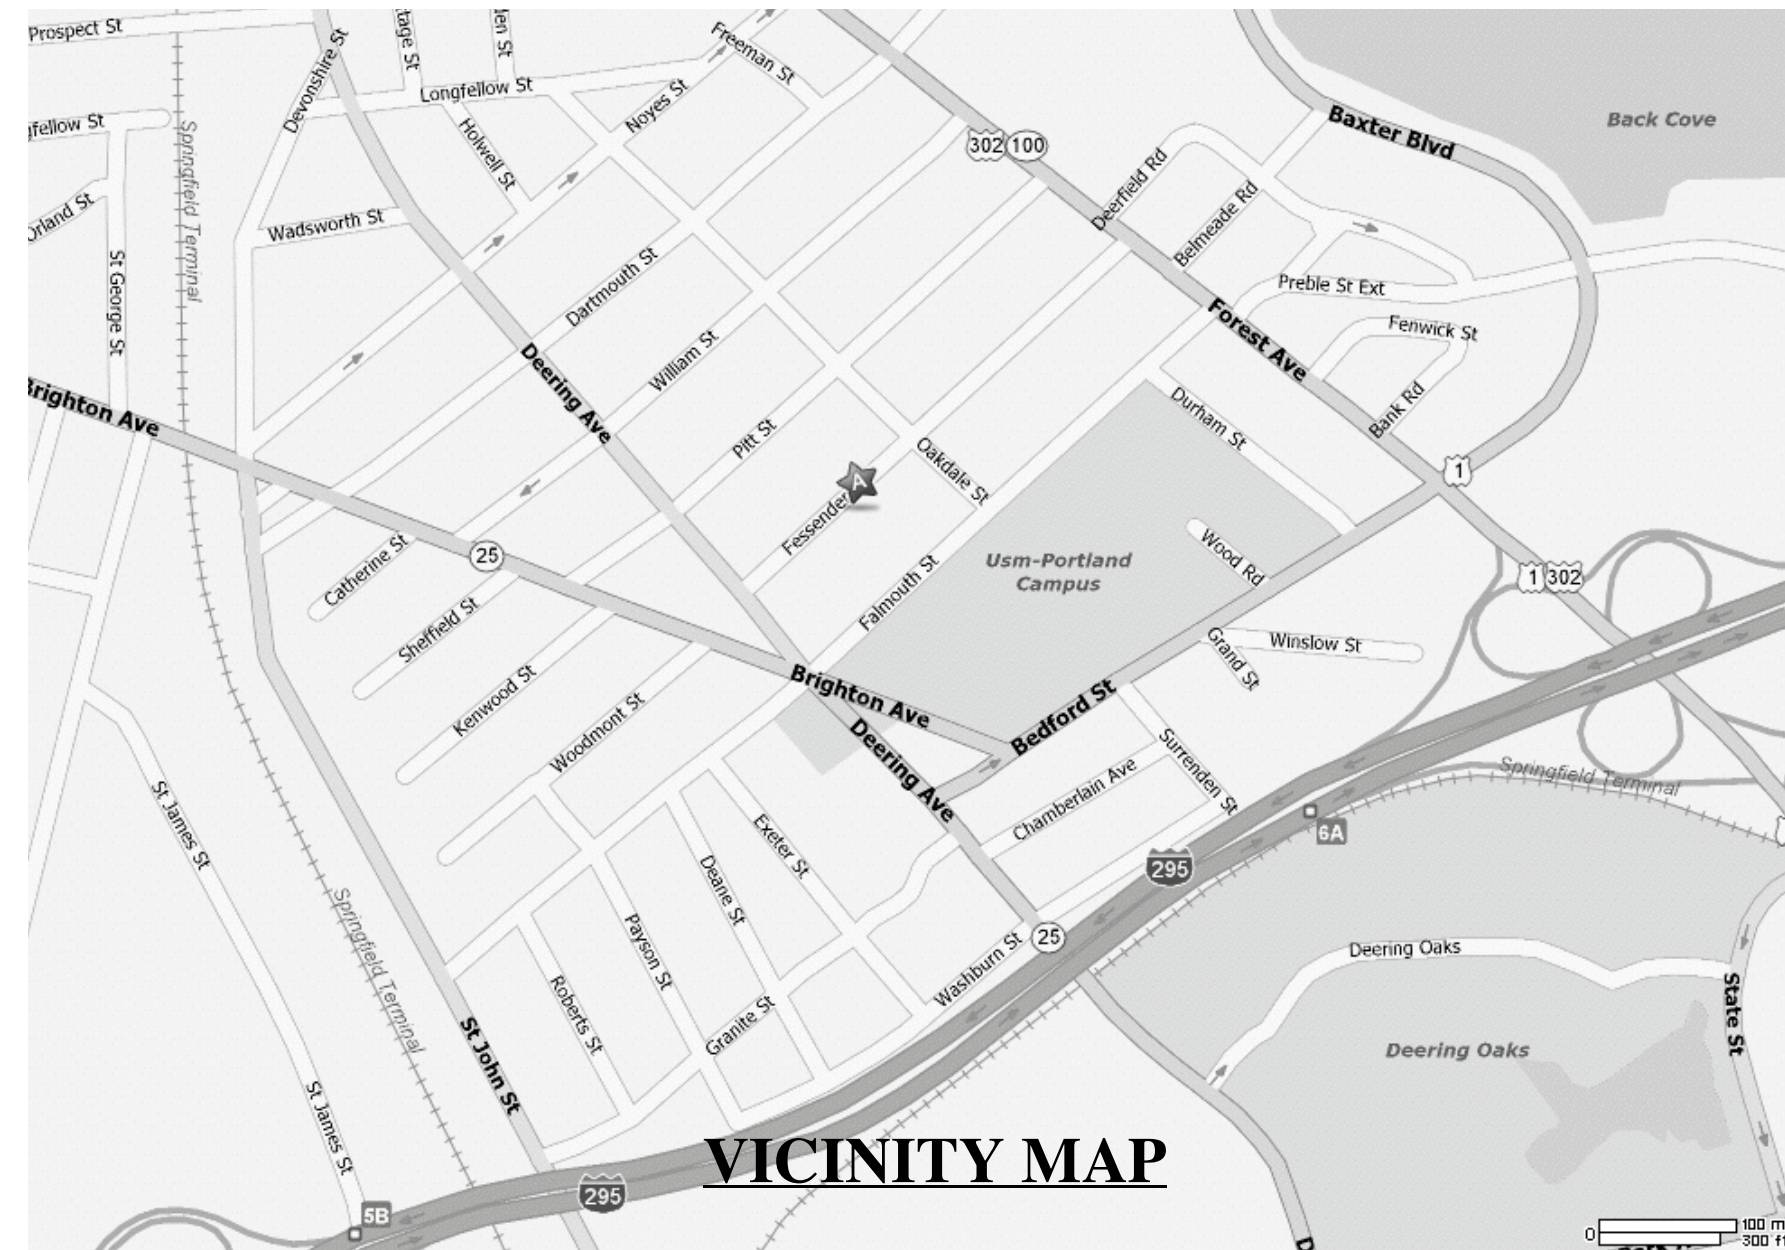 Prospect St
Devonshire St
tage St
den St
Longfellow St
Freeman St
Noyes St
Holwell St
gfellow St
Springfield Terminal
Orland St
St George St
Wadsworth St
Dartmouth St
William St
Deering Ave
Pitt St
302
100
Deerfield Rd
Belmeade Rd
Baxter Blvd
Back Cove
Preble St Ext
Fenwick St
Forest Ave
Bank Rd
Durham St
1
Brighton Ave
Oakdale St
A
Fessenden
25
Catherine St
Sheffield St
Kenwood St
Woodmont St
Falmouth St
Usm-Portland
Campus
Wood Rd
1
302
Winslow St
Grand St
Brighton Ave
Deering Ave
Bedford St
Surrenden St
Chamberlain Ave
Springfield Terminal
6A
295
St James St
Exeter St
Deane St
Payson St
Roberts St
Granite St
Washburn St
25
Springfield Terminal
St John St
St James St
Deering Oaks
State St
Deering Oaks
VICINITY MAP
5B
295
0
100 m
300 ft
D